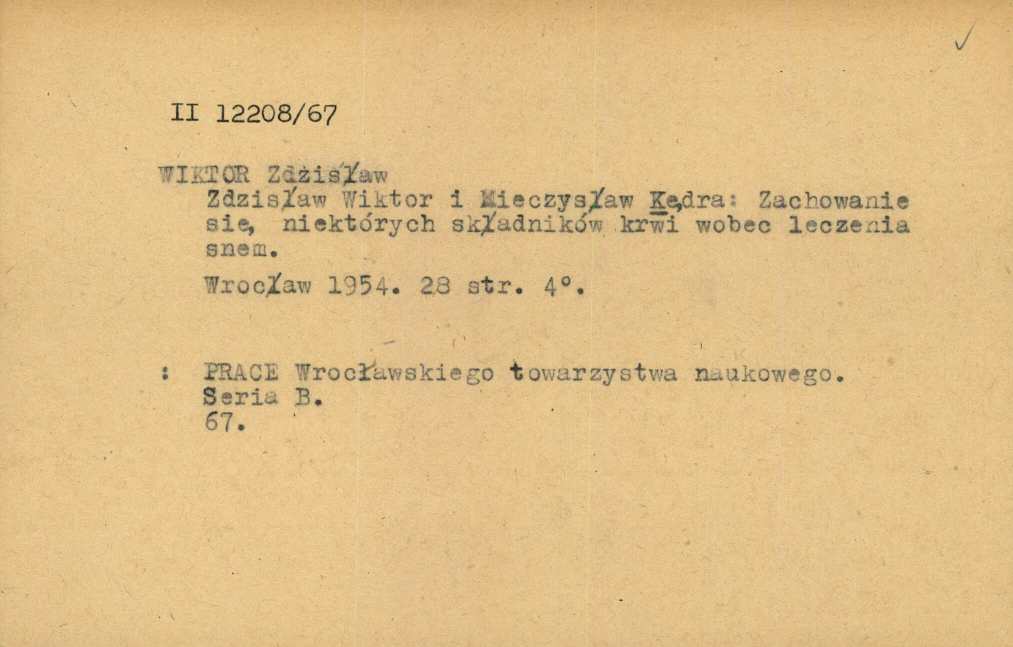 II 12208/67
WIKTOR Zdżisław
Zdzisław Wiktor i Mieczysław Kędra: Zachowanie
się niektórych składników krwi wobec leczenia
snem.
Wrocław 1954. 28 str. 4°.
: PRACE Wrocławskiego towarzystwa naukowego.
Seria B.
67.